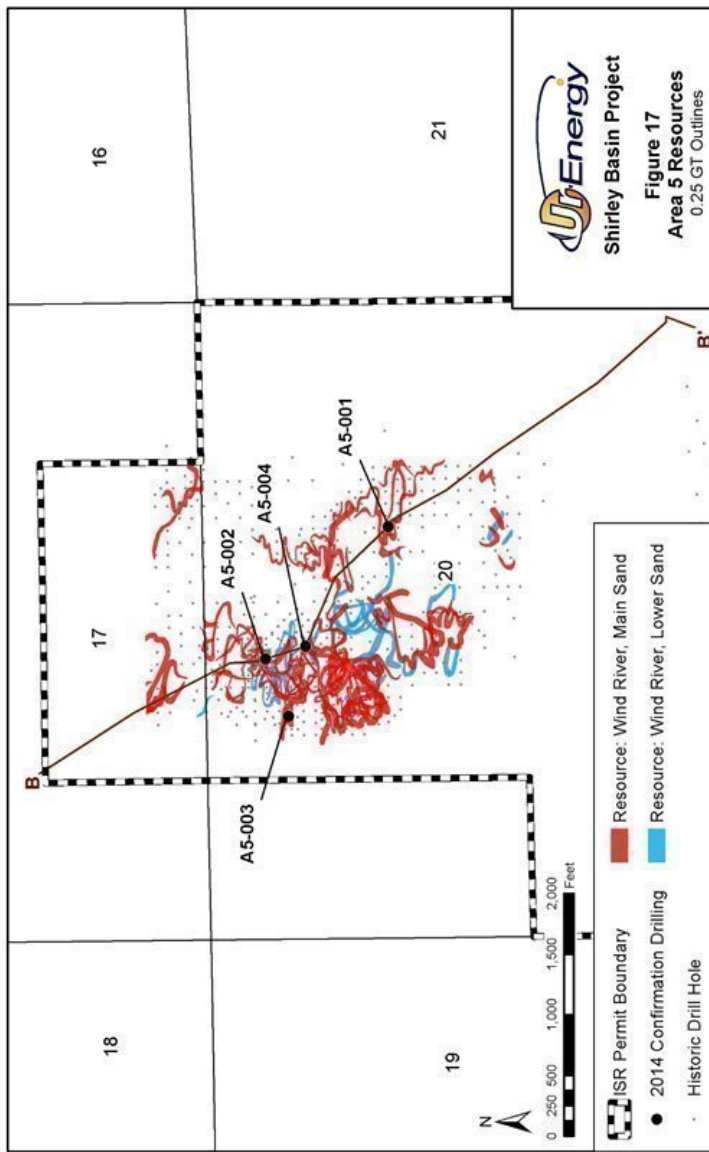 16
17
18
19
20
21
B
B'
A5-002
A5-004
A5-001
A5-003
N
0 250 500 1,000 1,500 2,000
Feet
ISR Permit Boundary
2014 Confirmation Drilling
Historic Drill Hole
Resource: Wind River, Main Sand
Resource: Wind River, Lower Sand
Ur-Energy
Shirley Basin Project
Figure 17
Area 5 Resources
0.25 GT Outlines